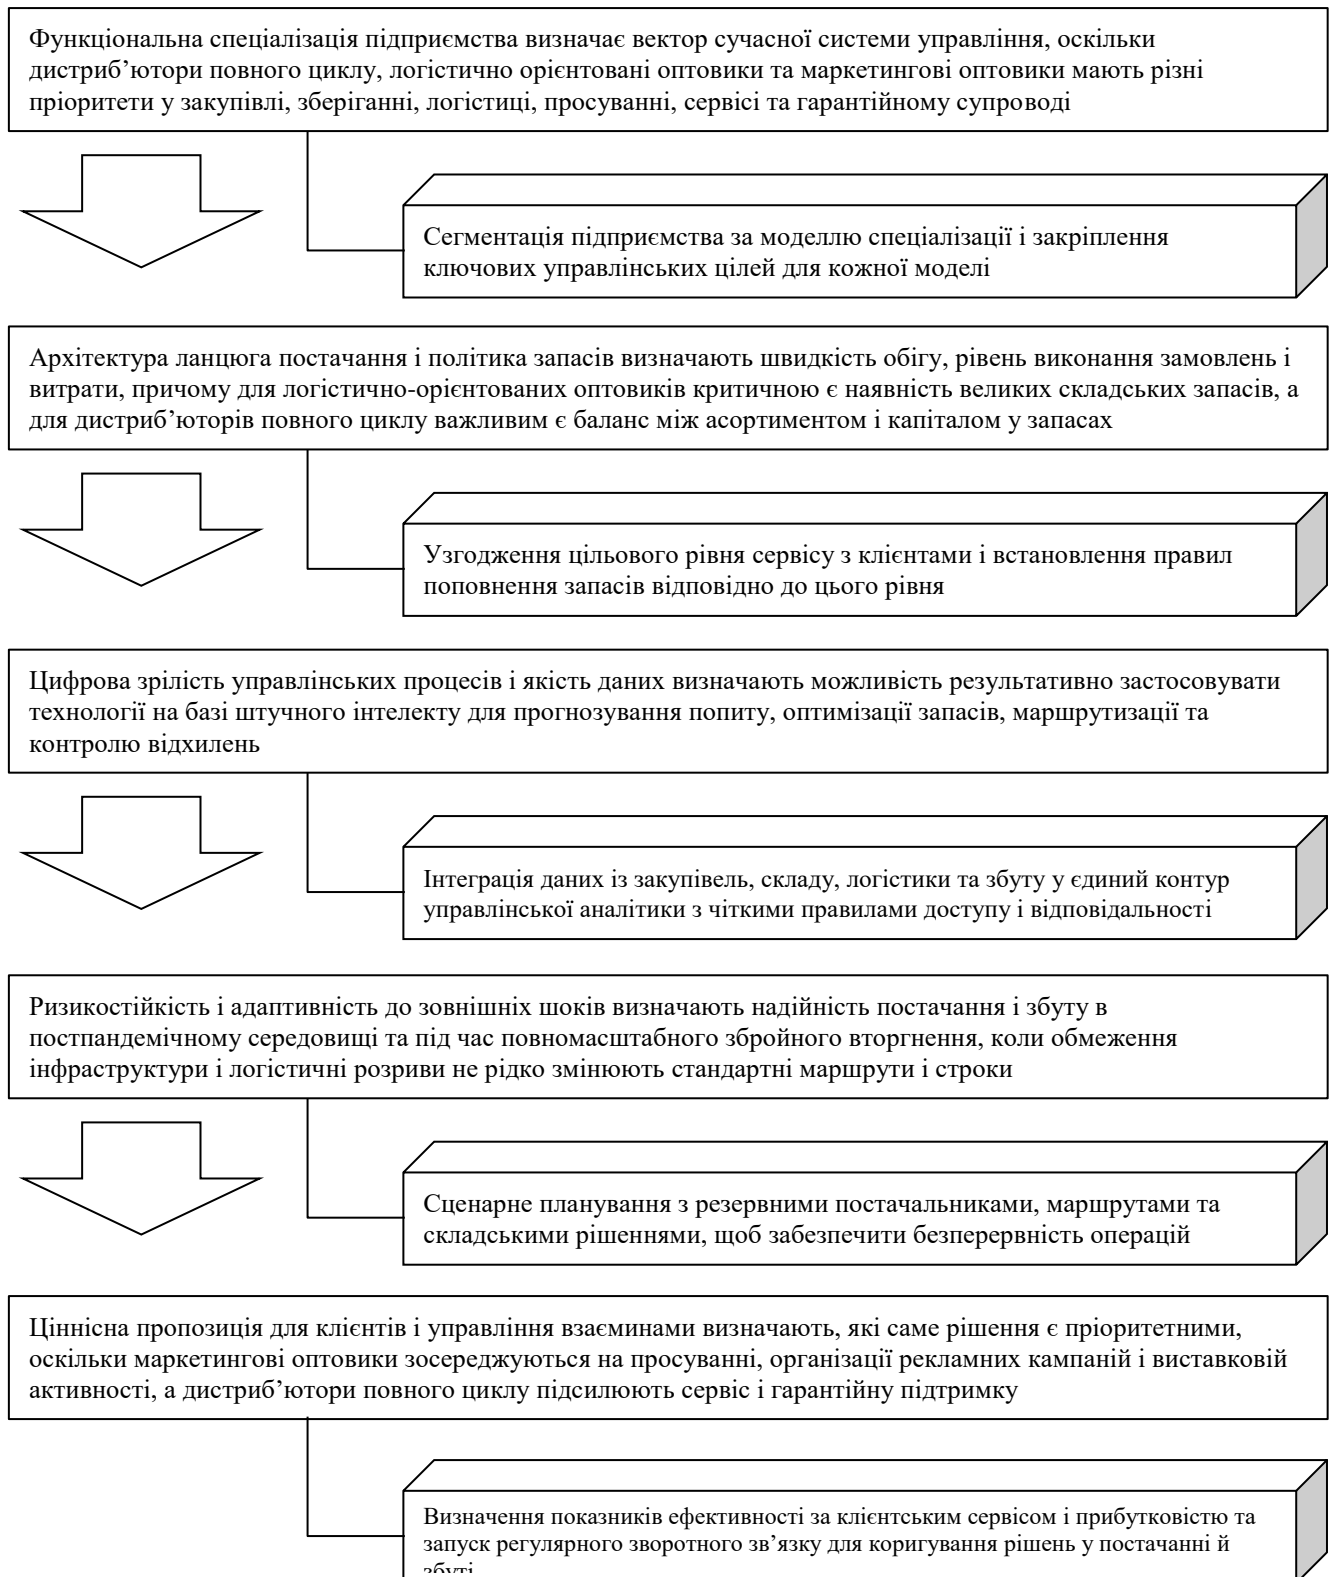 Функціональна спеціалізація підприємства визначає вектор сучасної системи управління, оскільки
дистриб’ютори повного циклу, логістично орієнтовані оптовики та маркетингові оптовики мають різні
пріоритети у закупівлі, зберіганні, логістиці, просуванні, сервісі та гарантійному супроводі
Сегментація підприємства за моделлю спеціалізації і закріплення
ключових управлінських цілей для кожної моделі
Архітектура ланцюга постачання і політика запасів визначають швидкість обігу, рівень виконання замовлень і
витрати, причому для логістично-орієнтованих оптовиків критичною є наявність великих складських запасів, а
для дистриб’юторів повного циклу важливим є баланс між асортиментом і капіталом у запасах
Узгодження цільового рівня сервісу з клієнтами і встановлення правил
поповнення запасів відповідно до цього рівня
Цифрова зрілість управлінських процесів і якість даних визначають можливість результативно застосовувати
технології на базі штучного інтелекту для прогнозування попиту, оптимізації запасів, маршрутизації та
контролю відхилень
Інтеграція даних із закупівель, складу, логістики та збуту у єдиний контур
управлінської аналітики з чіткими правилами доступу і відповідальності
Ризикостійкість і адаптивність до зовнішніх шоків визначають надійність постачання і збуту в
постпандемічному середовищі та під час повномасштабного збройного вторгнення, коли обмеження
інфраструктури і логістичні розриви не рідко змінюють стандартні маршрути і строки
Сценарне планування з резервними постачальниками, маршрутами та
складськими рішеннями, щоб забезпечити безперервність операцій
Ціннісна пропозиція для клієнтів і управління взаєминами визначають, які саме рішення є пріоритетними,
оскільки маркетингові оптовики зосереджуються на просуванні, організації рекламних кампаній і виставковій
активності, а дистриб’ютори повного циклу підсилюють сервіс і гарантійну підтримку
Визначення показників ефективності за клієнтським сервісом і прибутковістю та
запуск регулярного зворотного зв’язку для коригування рішень у постачанні й
збуті